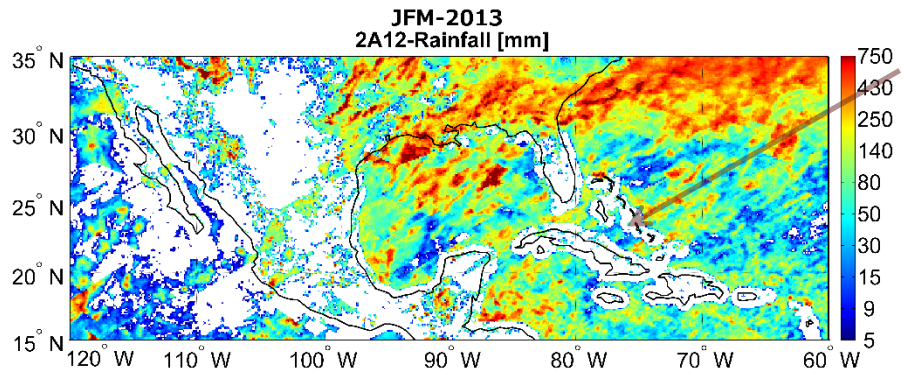 JFM-2013
2A12-Rainfall [mm]
35° N
30° N
25° N
20° N
15° N
120° W
110° W
100° W
90° W
80° W
70° W
60° W
750
430
250
140
80
50
30
15
9
5